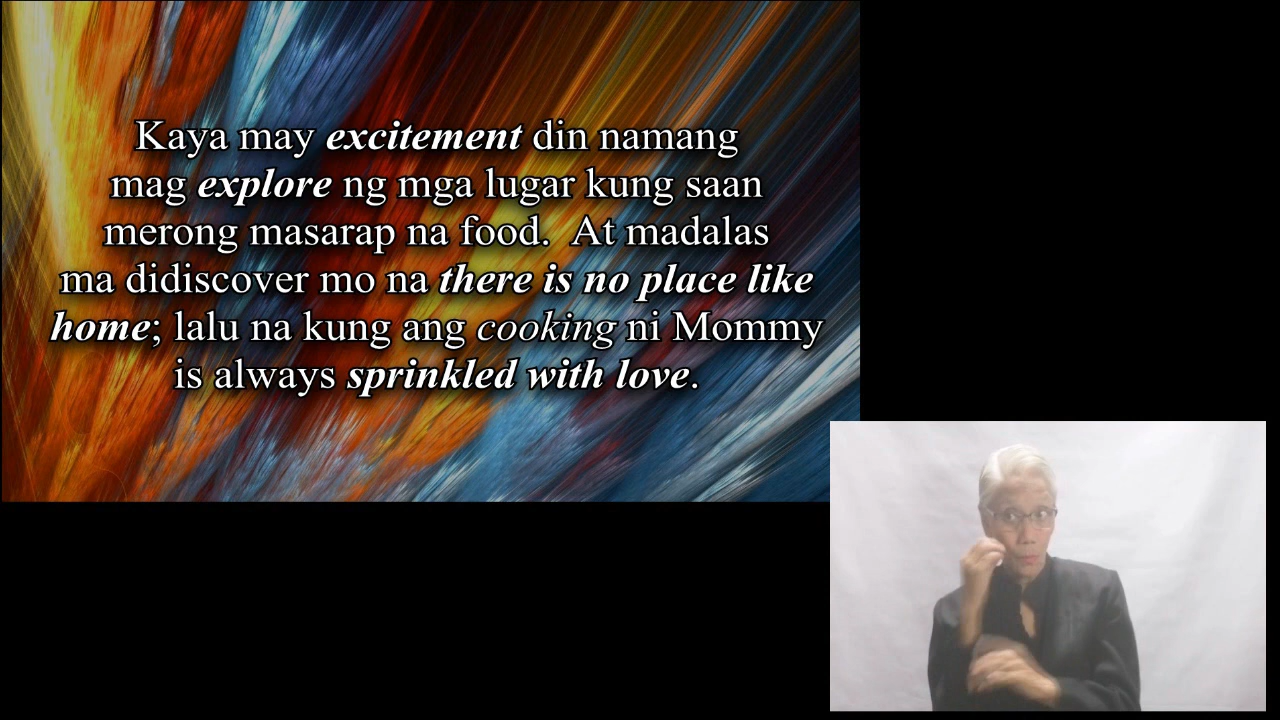 Kaya may excitement din namang
mag explore ng mga lugar kung saan
merong masarap na food.  At madalas
ma didiscover mo na there is no place like
home; lalu na kung ang cooking ni Mommy
is always sprinkled with love.